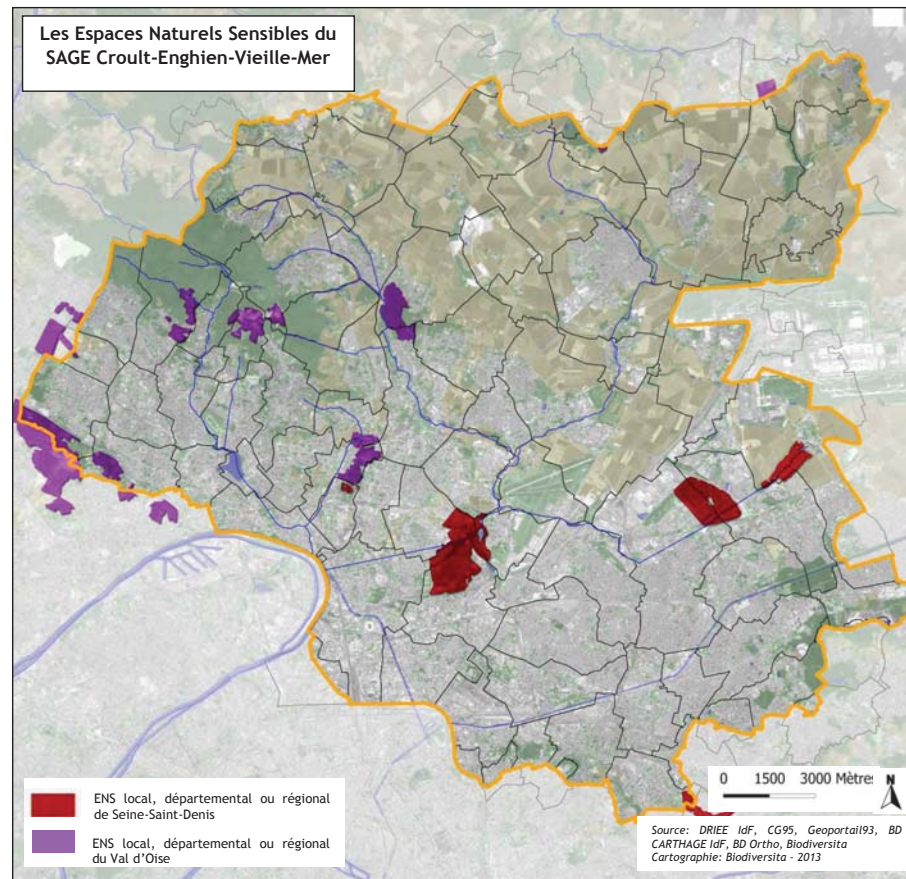 Les Espaces Naturels Sensibles du
SAGE Croult-Enghien-Vieille-Mer
0 1500 3000 Mètres
N
ENS local, départemental ou régional
de Seine-Saint-Denis
ENS local, départemental ou régional
du Val d'Oise
Source: DRIEE IdF, CG95, Geoportail93, BD
CARTHAGE IdF, BD Ortho, Biodiversita
Cartographie: Biodiversita - 2013